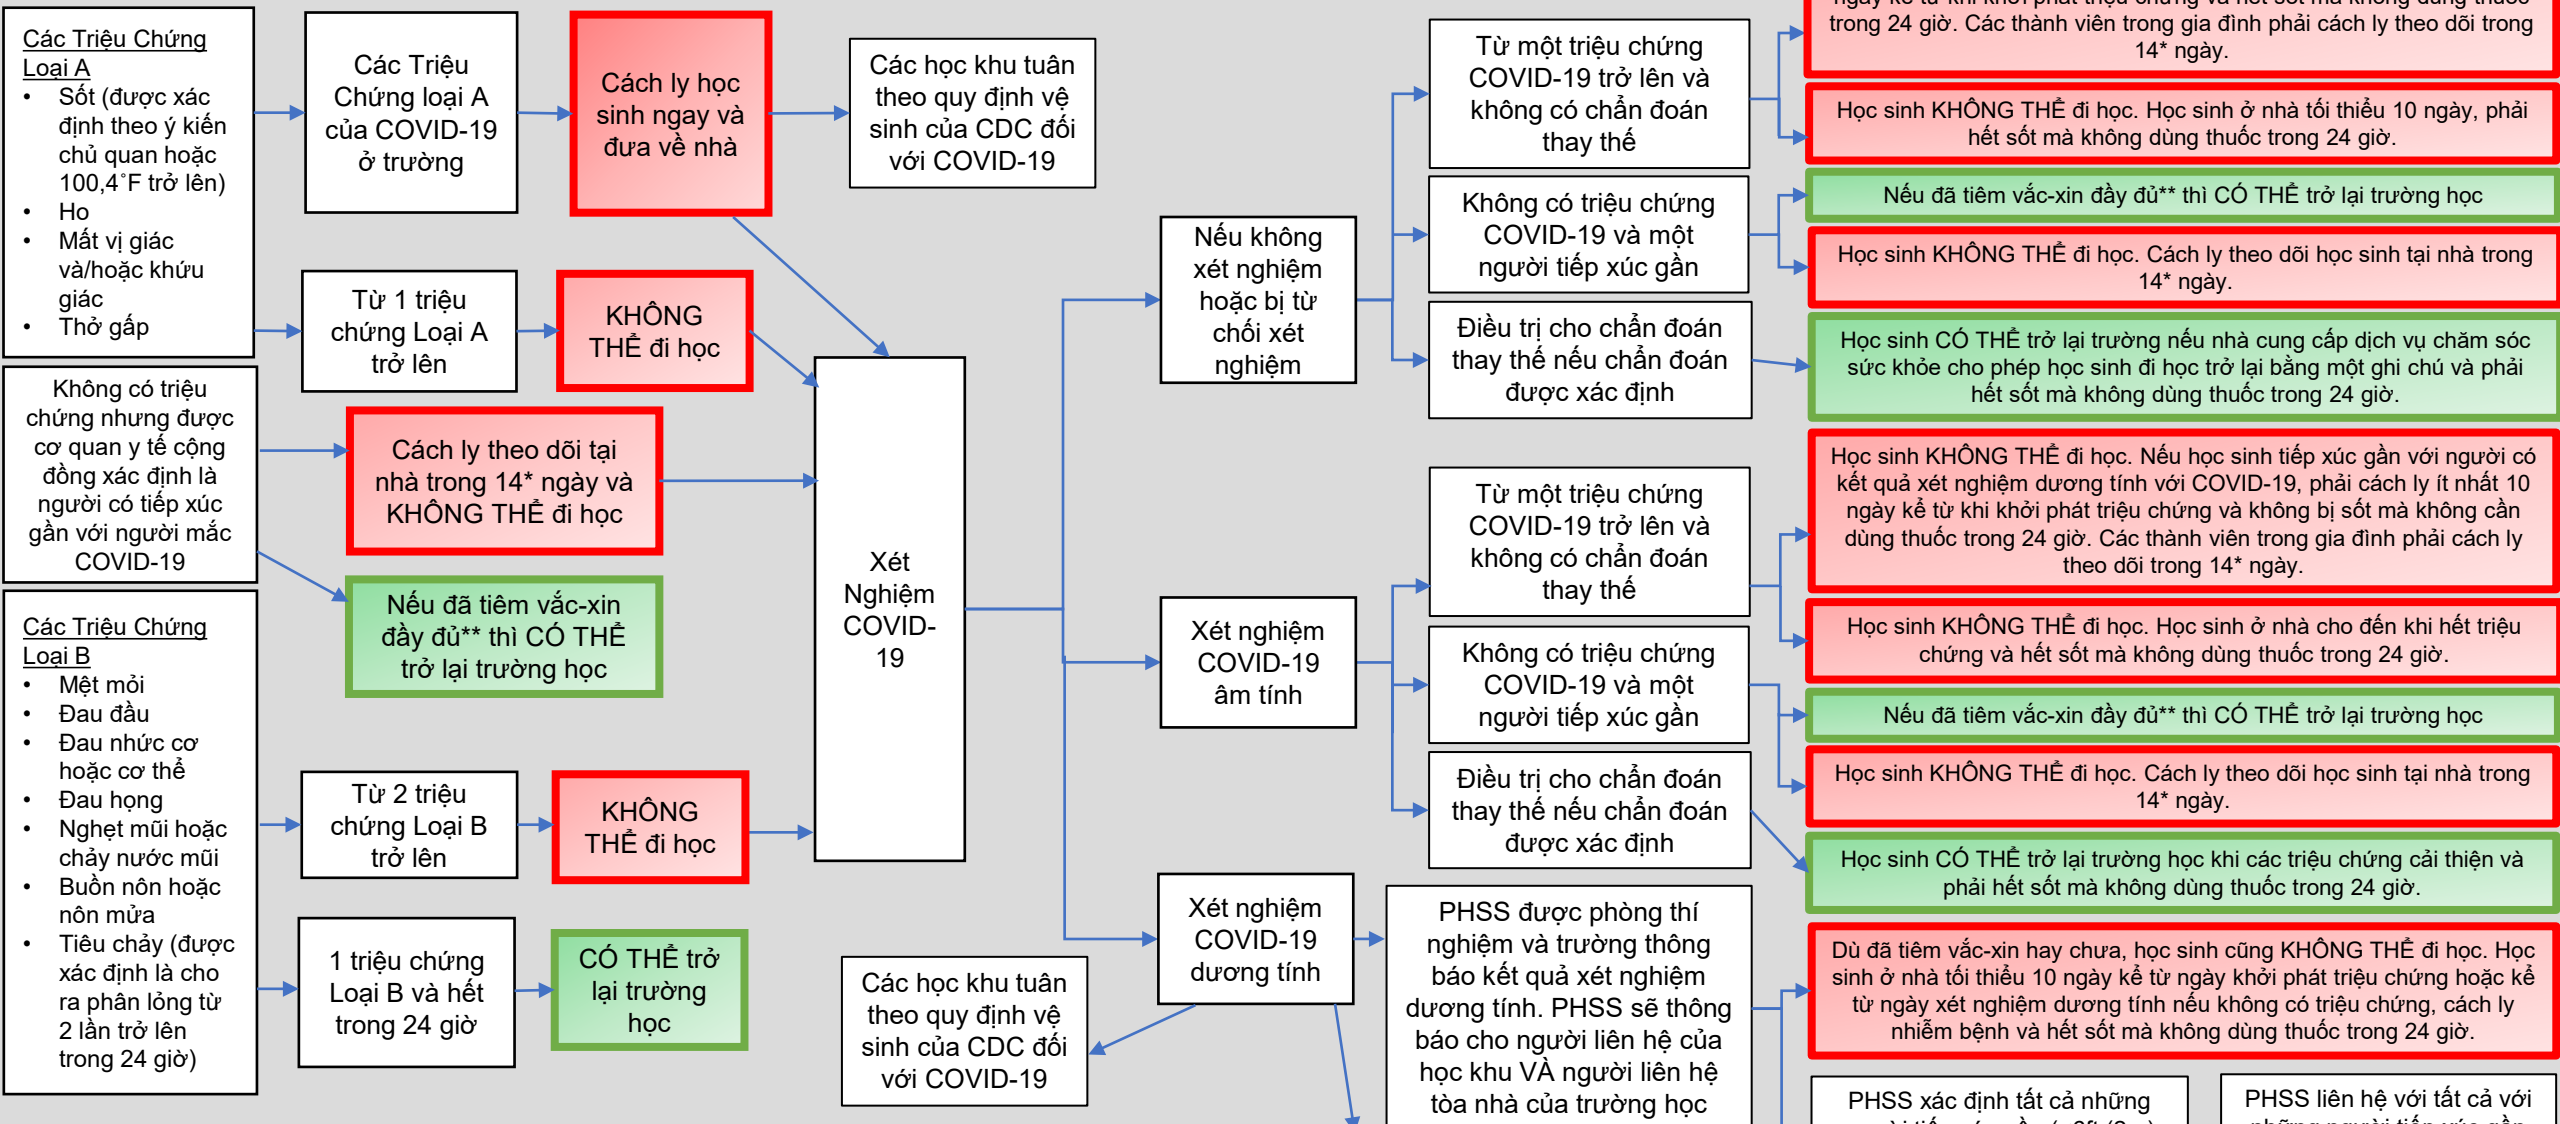 Các Triệu Chứng
Loại A
• Sốt (được xác
định theo ý kiến
chủ quan hoặc
100,4˚F trở lên)
• Ho
• Mất vị giác
và/hoặc khứu
giác
• Thở gấp
Các Triệu
Chứng loại A
của COVID-19
ở trường
Cách ly học
sinh ngay và
đưa về nhà
Các học khu tuân
theo quy định vệ
sinh của CDC đối
với COVID-19
Từ 1 triệu
chứng Loại A
trở lên
KHÔNG
THỂ đi học
Không có triệu
chứng nhưng được
cơ quan y tế cộng
đồng xác định là
người có tiếp xúc
gần với người mắc
COVID-19
Cách ly theo dõi tại
nhà trong 14* ngày và
KHÔNG THỂ đi học
Nếu đã tiêm vắc-xin
đầy đủ** thì CÓ THỂ
trở lại trường học
Các Triệu Chứng
Loại B
• Mệt mỏi
• Đau đầu
• Đau nhức cơ
hoặc cơ thể
• Đau họng
• Nghẹt mũi hoặc
chảy nước mũi
• Buồn nôn hoặc
nôn mửa
• Tiêu chảy (được
xác định là cho
ra phân lỏng từ
2 lần trở lên
trong 24 giờ)
Từ 2 triệu
chứng Loại B
trở lên
KHÔNG
THỂ đi học
1 triệu chứng
Loại B và hết
trong 24 giờ
CÓ THỂ trở
lại trường
học
Xét
Nghiệm
COVID-
19
Nếu không
xét nghiệm
hoặc bị từ
chối xét
nghiệm
Từ một triệu chứng
COVID-19 trở lên và
không có chẩn đoán
thay thế
ngày kể từ khi khởi phát triệu chứng và hết sốt mà không dùng thuốc
trong 24 giờ. Các thành viên trong gia đình phải cách ly theo dõi trong
14* ngày.
Học sinh KHÔNG THỂ đi học. Học sinh ở nhà tối thiểu 10 ngày, phải
hết sốt mà không dùng thuốc trong 24 giờ.
Không có triệu chứng
COVID-19 và một
người tiếp xúc gần
Nếu đã tiêm vắc-xin đầy đủ** thì CÓ THỂ trở lại trường học
Học sinh KHÔNG THỂ đi học. Cách ly theo dõi học sinh tại nhà trong
14* ngày.
Điều trị cho chẩn đoán
thay thế nếu chẩn đoán
được xác định
Học sinh CÓ THỂ trở lại trường nếu nhà cung cấp dịch vụ chăm sóc
sức khỏe cho phép học sinh đi học trở lại bằng một ghi chú và phải
hết sốt mà không dùng thuốc trong 24 giờ.
Xét nghiệm
COVID-19
âm tính
Từ một triệu chứng
COVID-19 trở lên và
không có chẩn đoán
thay thế
Học sinh KHÔNG THỂ đi học. Nếu học sinh tiếp xúc gần với người có
kết quả xét nghiệm dương tính với COVID-19, phải cách ly ít nhất 10
ngày kể từ khi khởi phát triệu chứng và không bị sốt mà không cần
dùng thuốc trong 24 giờ. Các thành viên trong gia đình phải cách ly
theo dõi trong 14* ngày.
Học sinh KHÔNG THỂ đi học. Học sinh ở nhà cho đến khi hết triệu
chứng và hết sốt mà không dùng thuốc trong 24 giờ.
Không có triệu chứng
COVID-19 và một
người tiếp xúc gần
Nếu đã tiêm vắc-xin đầy đủ** thì CÓ THỂ trở lại trường học
Học sinh KHÔNG THỂ đi học. Cách ly theo dõi học sinh tại nhà trong
14* ngày.
Điều trị cho chẩn đoán
thay thế nếu chẩn đoán
được xác định
Học sinh CÓ THỂ trở lại trường học khi các triệu chứng cải thiện và
phải hết sốt mà không dùng thuốc trong 24 giờ.
Xét nghiệm
COVID-19
dương tính
Các học khu tuân
theo quy định vệ
sinh của CDC đối
với COVID-19
PHSS được phòng thí
nghiệm và trường thông
báo kết quả xét nghiệm
dương tính. PHSS sẽ thông
báo cho người liên hệ của
học khu VÀ người liên hệ
tòa nhà của trường học
Dù đã tiêm vắc-xin hay chưa, học sinh cũng KHÔNG THỂ đi học. Học
sinh ở nhà tối thiểu 10 ngày kể từ ngày khởi phát triệu chứng hoặc kể
từ ngày xét nghiệm dương tính nếu không có triệu chứng, cách ly
nhiễm bệnh và hết sốt mà không dùng thuốc trong 24 giờ.
PHSS xác định tất cả những
PHSS liên hệ với tất cả với
những người tiếp xúc gần